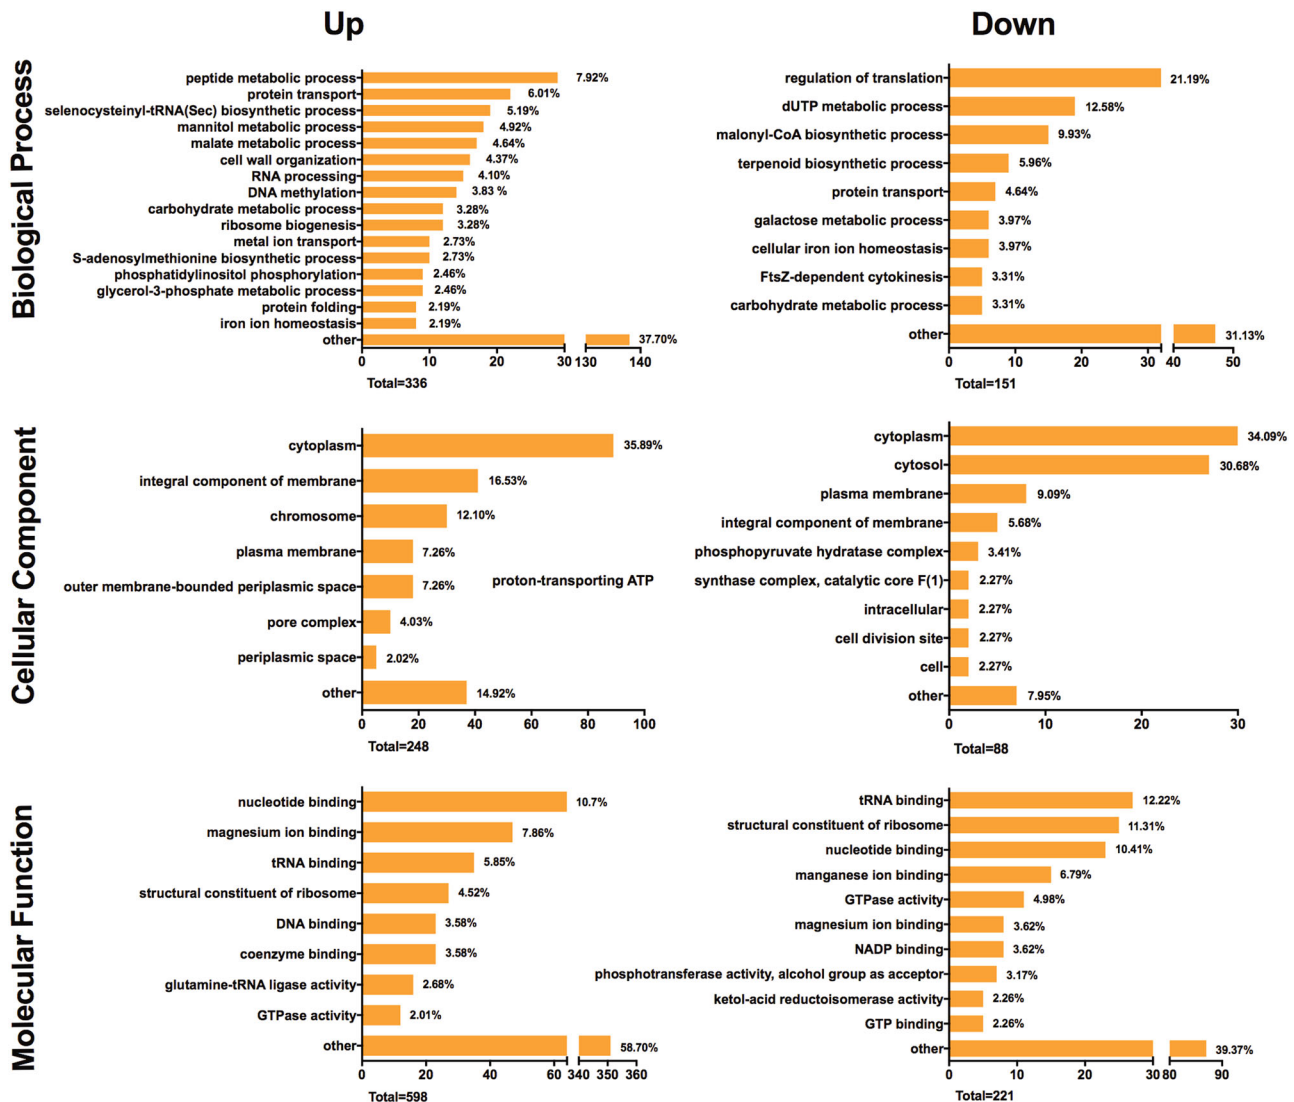 Up
Down
Biological Process
peptide metabolic process 7.92%
protein transport 6.01%
selenocysteinyl-tRNA(Sec) biosynthetic process 5.19%
mannitol metabolic process 4.92%
malate metabolic process 4.64%
cell wall organization 4.37%
RNA processing 4.10%
DNA methylation 3.83 %
carbohydrate metabolic process 3.28%
ribosome biogenesis 3.28%
metal ion transport 2.73%
S-adenosylmethionine biosynthetic process 2.73%
phosphatidylinositol phosphorylation 2.46%
glycerol-3-phosphate metabolic process 2.46%
protein folding 2.19%
iron ion homeostasis 2.19%
other 37.70%
0 10 20 30 130 140
Total=336
regulation of translation 21.19%
dUTP metabolic process 12.58%
malonyl-CoA biosynthetic process 9.93%
terpenoid biosynthetic process 5.96%
protein transport 4.64%
galactose metabolic process 3.97%
cellular iron ion homeostasis 3.97%
FtsZ-dependent cytokinesis 3.31%
carbohydrate metabolic process 3.31%
other 31.13%
0 10 20 30 40 50
Total=151
Cellular Component
cytoplasm 35.89%
integral component of membrane 16.53%
chromosome 12.10%
plasma membrane 7.26%
outer membrane-bounded periplasmic space 7.26%
pore complex 4.03%
periplasmic space 2.02%
other 14.92%
0 20 40 60 80 100
Total=248
cytoplasm 34.09%
cytosol 30.68%
plasma membrane 9.09%
integral component of membrane 5.68%
phosphopyruvate hydratase complex 3.41%
proton-transporting ATP synthase complex, catalytic core F(1) 2.27%
intracellular 2.27%
cell division site 2.27%
cell 2.27%
other 7.95%
0 10 20 30
Total=88
Molecular Function
nucleotide binding 10.7%
magnesium ion binding 7.86%
tRNA binding 5.85%
structural constituent of ribosome 4.52%
DNA binding 3.58%
coenzyme binding 3.58%
glutamine-tRNA ligase activity 2.68%
GTPase activity 2.01%
other 58.70%
0 20 40 60 340 350 360
Total=598
tRNA binding 12.22%
structural constituent of ribosome 11.31%
nucleotide binding 10.41%
manganese ion binding 6.79%
GTPase activity 4.98%
magnesium ion binding 3.62%
NADP binding 3.62%
phosphotransferase activity, alcohol group as acceptor 3.17%
ketol-acid reductoisomerase activity 2.26%
GTP binding 2.26%
other 39.37%
0 10 20 30 80 90
Total=221